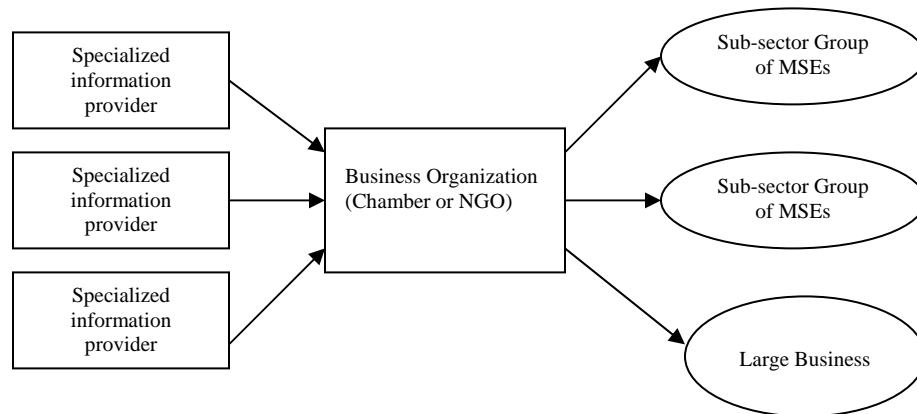 Specialized
information
provider
Specialized
information
provider
Specialized
information
provider
Business Organization
(Chamber or NGO)
Sub-sector Group
of MSEs
Sub-sector Group
of MSEs
Large Business